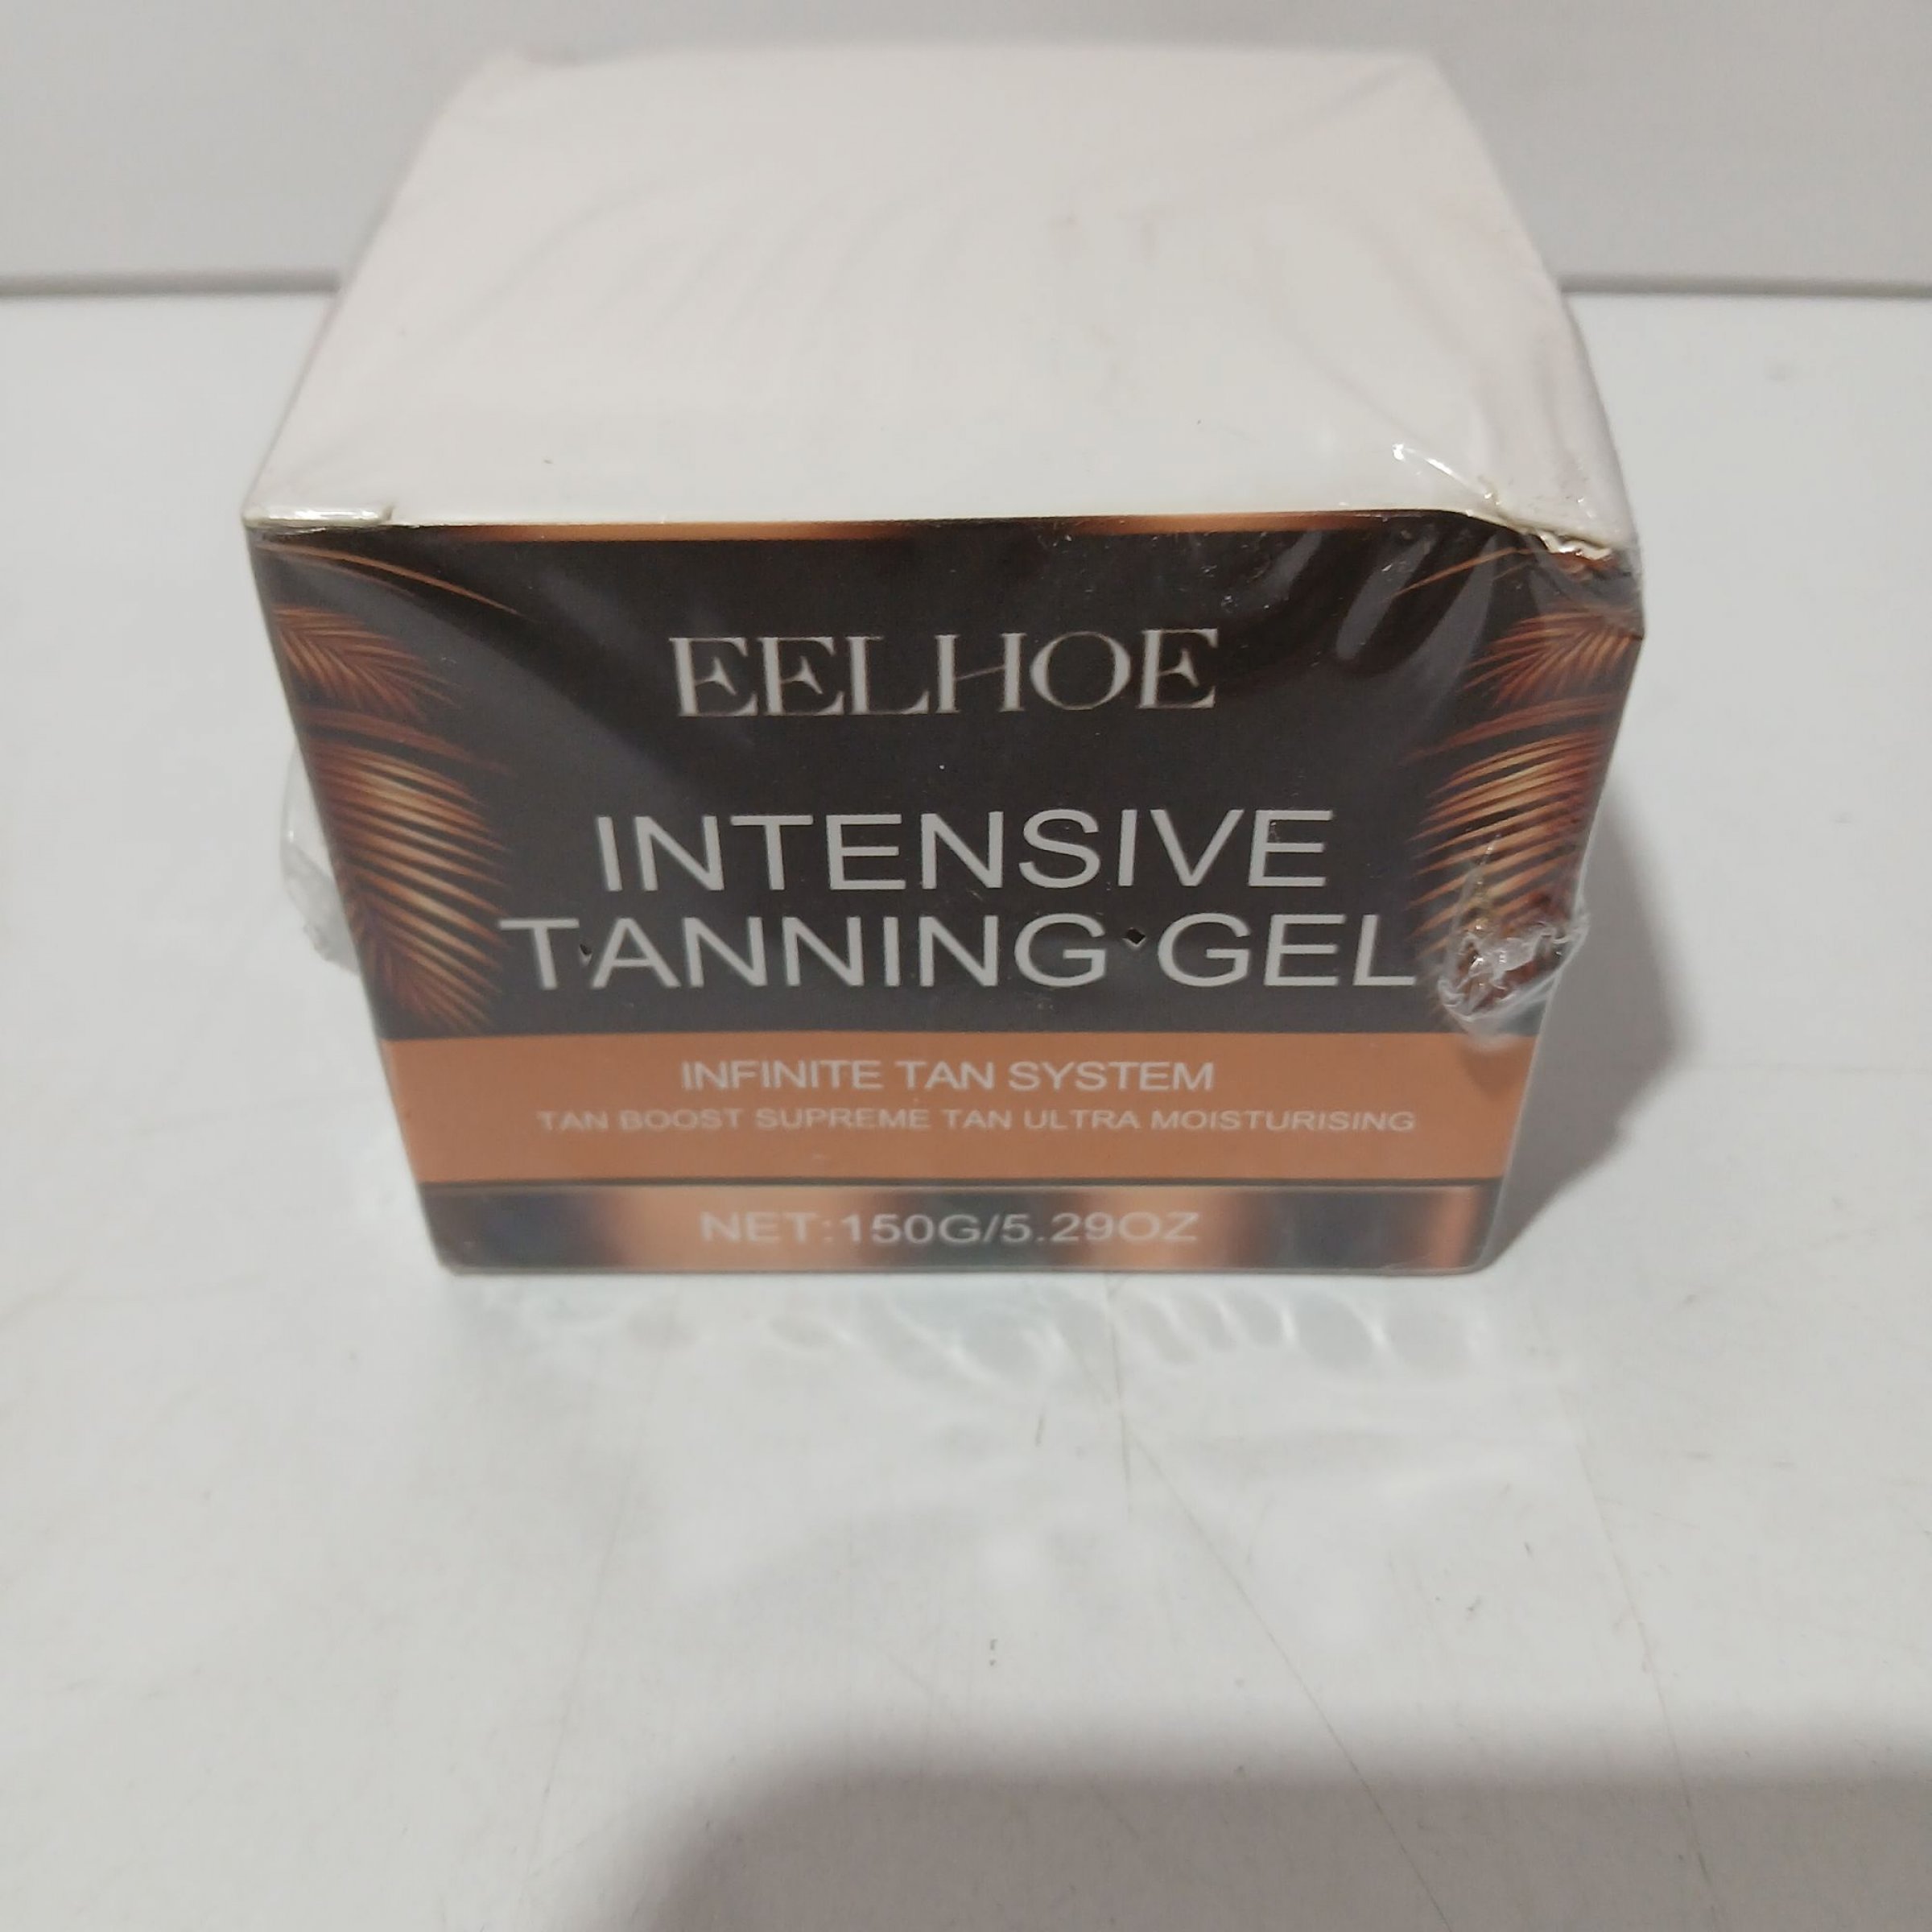 EELHOE
INTENSIVE
TANNING GEL
INFINITE TAN SYSTEM
TAN BOOST SUPREME TAN ULTRA MOISTURISING
NET:150G/5.29OZ